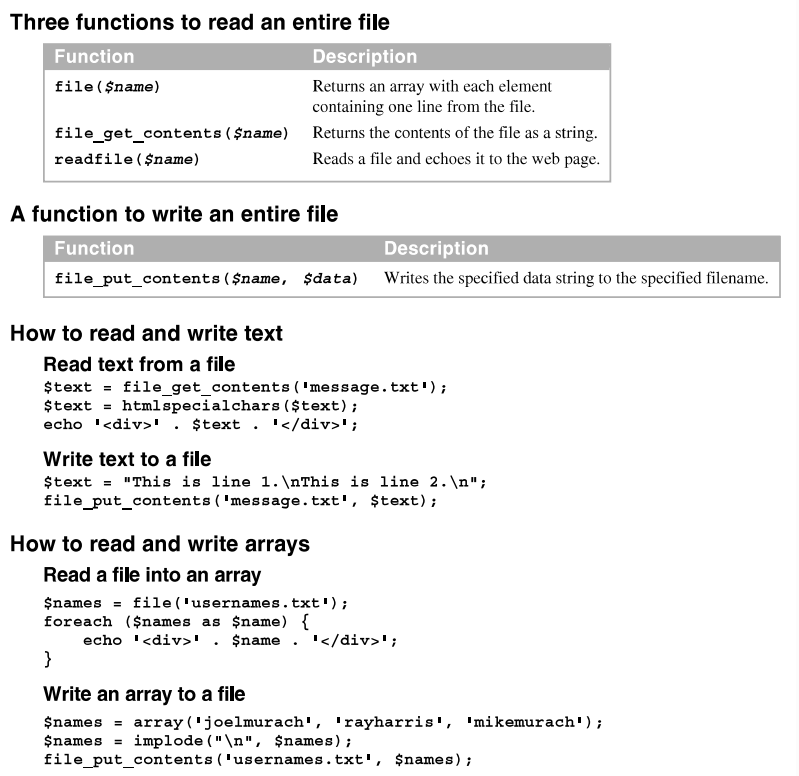 Three functions to read an entire file
Function Description
file($name) Returns an array with each element
containing one line from the file.
file_get_contents($name) Returns the contents of the file as a string.
readfile($name) Reads a file and echoes it to the web page.
A function to write an entire file
Function Description
file_put_contents($name, $data) Writes the specified data string to the specified filename.
How to read and write text
Read text from a file
$text = file_get_contents('message.txt');
$text = htmlspecialchars($text);
echo '<div>' . $text . '</div>';
Write text to a file
$text = "This is line 1.\nThis is line 2.\n";
file_put_contents('message.txt', $text);
How to read and write arrays
Read a file into an array
$names = file('usernames.txt');
foreach ($names as $name) {
    echo '<div>' . $name . '</div>';
}
Write an array to a file
$names = array('joelmurach', 'rayharris', 'mikemurach');
$names = implode("\n", $names);
file_put_contents('usernames.txt', $names);